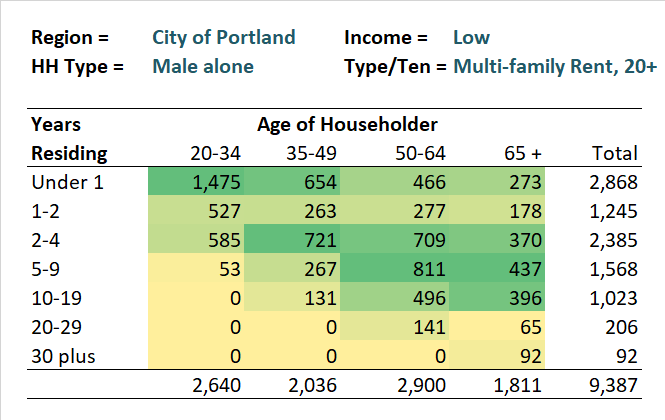 Region = City of Portland Income = Low
HH Type = Male alone Type/Ten = Multi-family Rent, 20+
Years Age of Householder
Residing 20-34 35-49 50-64 65 + Total
Under 1 1,475 654 466 273 2,868
1-2 527 263 277 178 1,245
2-4 585 721 709 370 2,385
5-9 53 267 811 437 1,568
10-19 0 131 496 396 1,023
20-29 0 0 141 65 206
30 plus 0 0 0 92 92
2,640 2,036 2,900 1,811 9,387